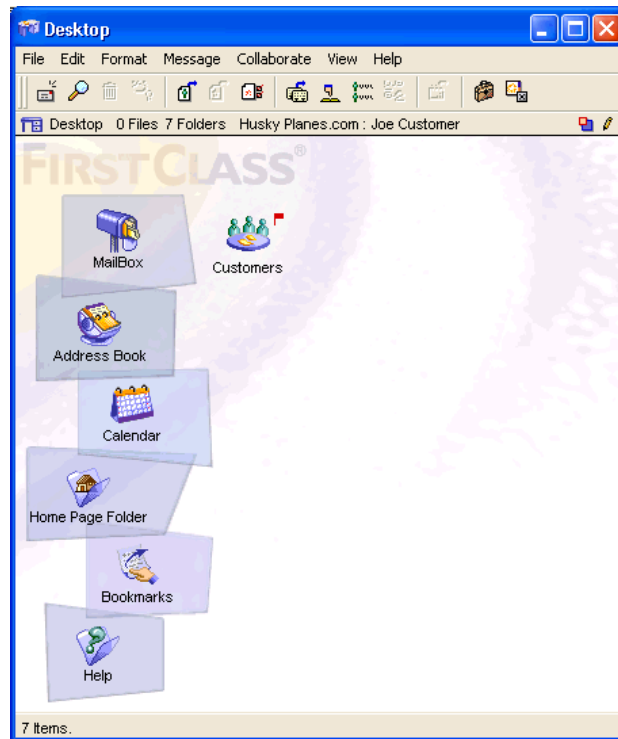 Desktop
File Edit Format Message Collaborate View Help
Desktop 0 Files 7 Folders Husky Planes.com : Joe Customer
FIRSTCLASS®
MailBox
Customers
Address Book
Calendar
Home Page Folder
Bookmarks
Help
7 Items.